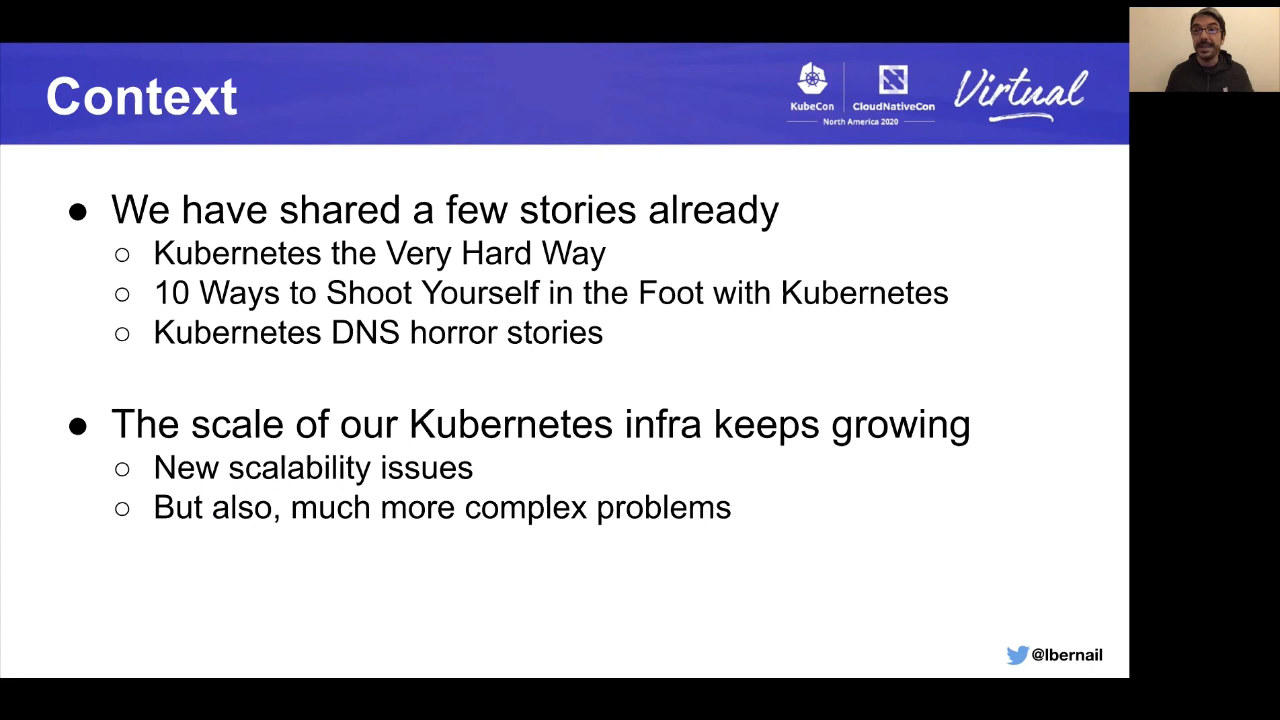 Context
KubeCon
CloudNativeCon
North America 2020
Virtual
● We have shared a few stories already
○ Kubernetes the Very Hard Way
○ 10 Ways to Shoot Yourself in the Foot with Kubernetes
○ Kubernetes DNS horror stories
● The scale of our Kubernetes infra keeps growing
○ New scalability issues
○ But also, much more complex problems
@lbernail